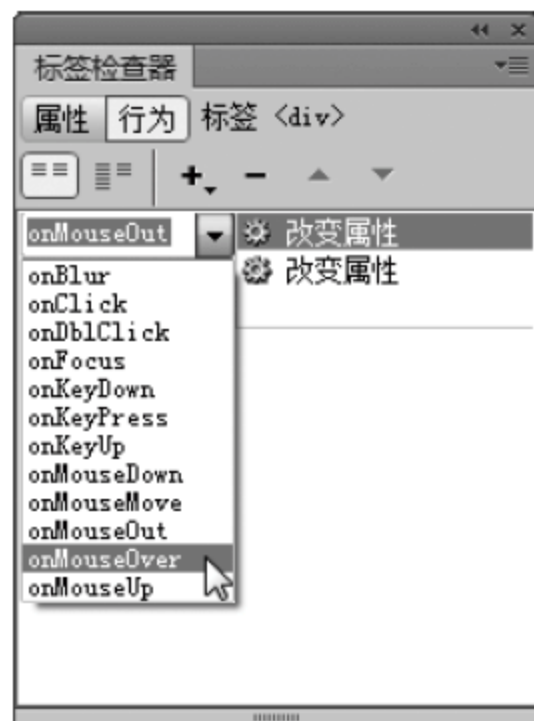 标签检查器
属性 行为 标签 <div>
onMouseOut 改变属性
改变属性
onBlur
onClick
onDblClick
onFocus
onKeyDown
onKeyPress
onKeyUp
onMouseDown
onMouseMove
onMouseOut
onMouseOver
onMouseUp